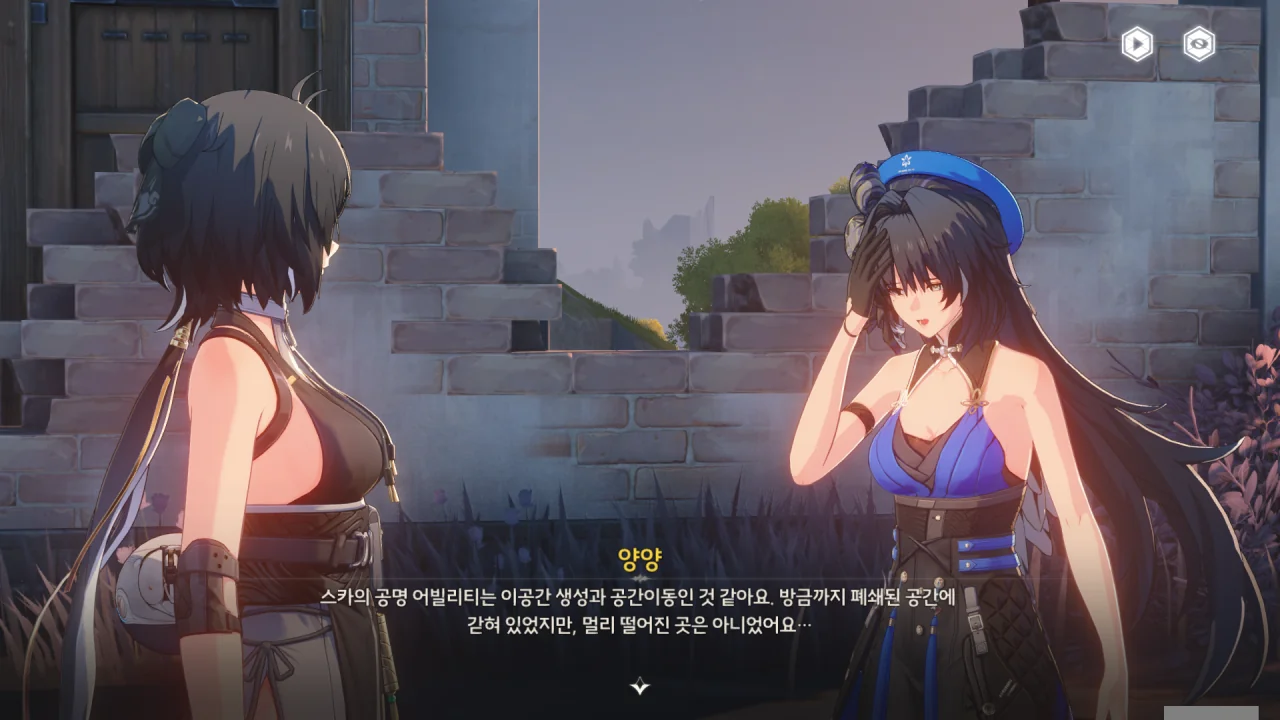 양양
스카의 공명 어빌리티는 이공간 생성과 공간이동인 것 같아요. 방금까지 폐쇄된 공간에
갇혀 있었지만, 멀리 떨어진 곳은 아니었어요…